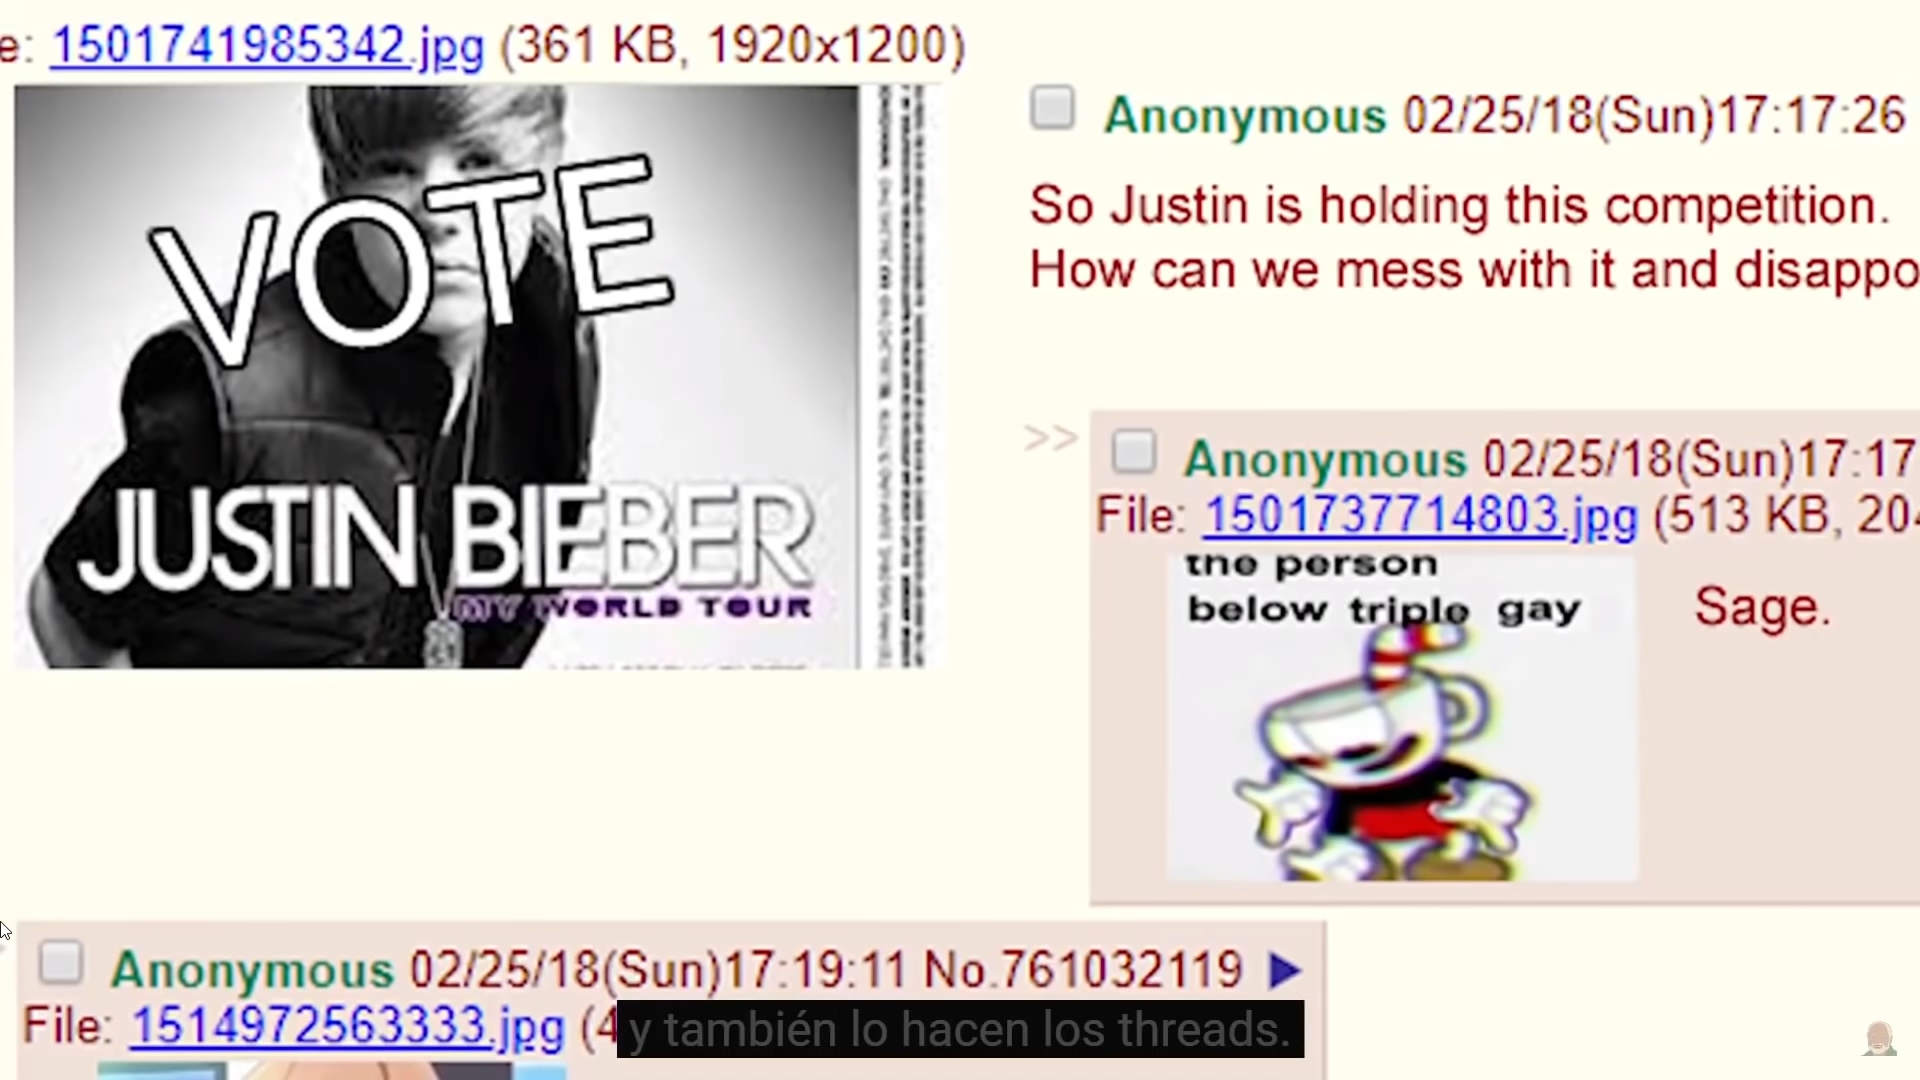 e: 1501741985342.jpg (361 KB, 1920x1200)
VOTE
JUSTIN BIEBER
MY WORLD TOUR
Anonymous 02/25/18(Sun)17:17:26
So Justin is holding this competition.
How can we mess with it and disappo
>> Anonymous 02/25/18(Sun)17:17
File: 1501737714803.jpg (513 KB, 204
the person
below triple gay
Sage.
Anonymous 02/25/18(Sun)17:19:11 No.761032119 ▶
File: 1514972563333.jpg (4
y también lo hacen los threads.